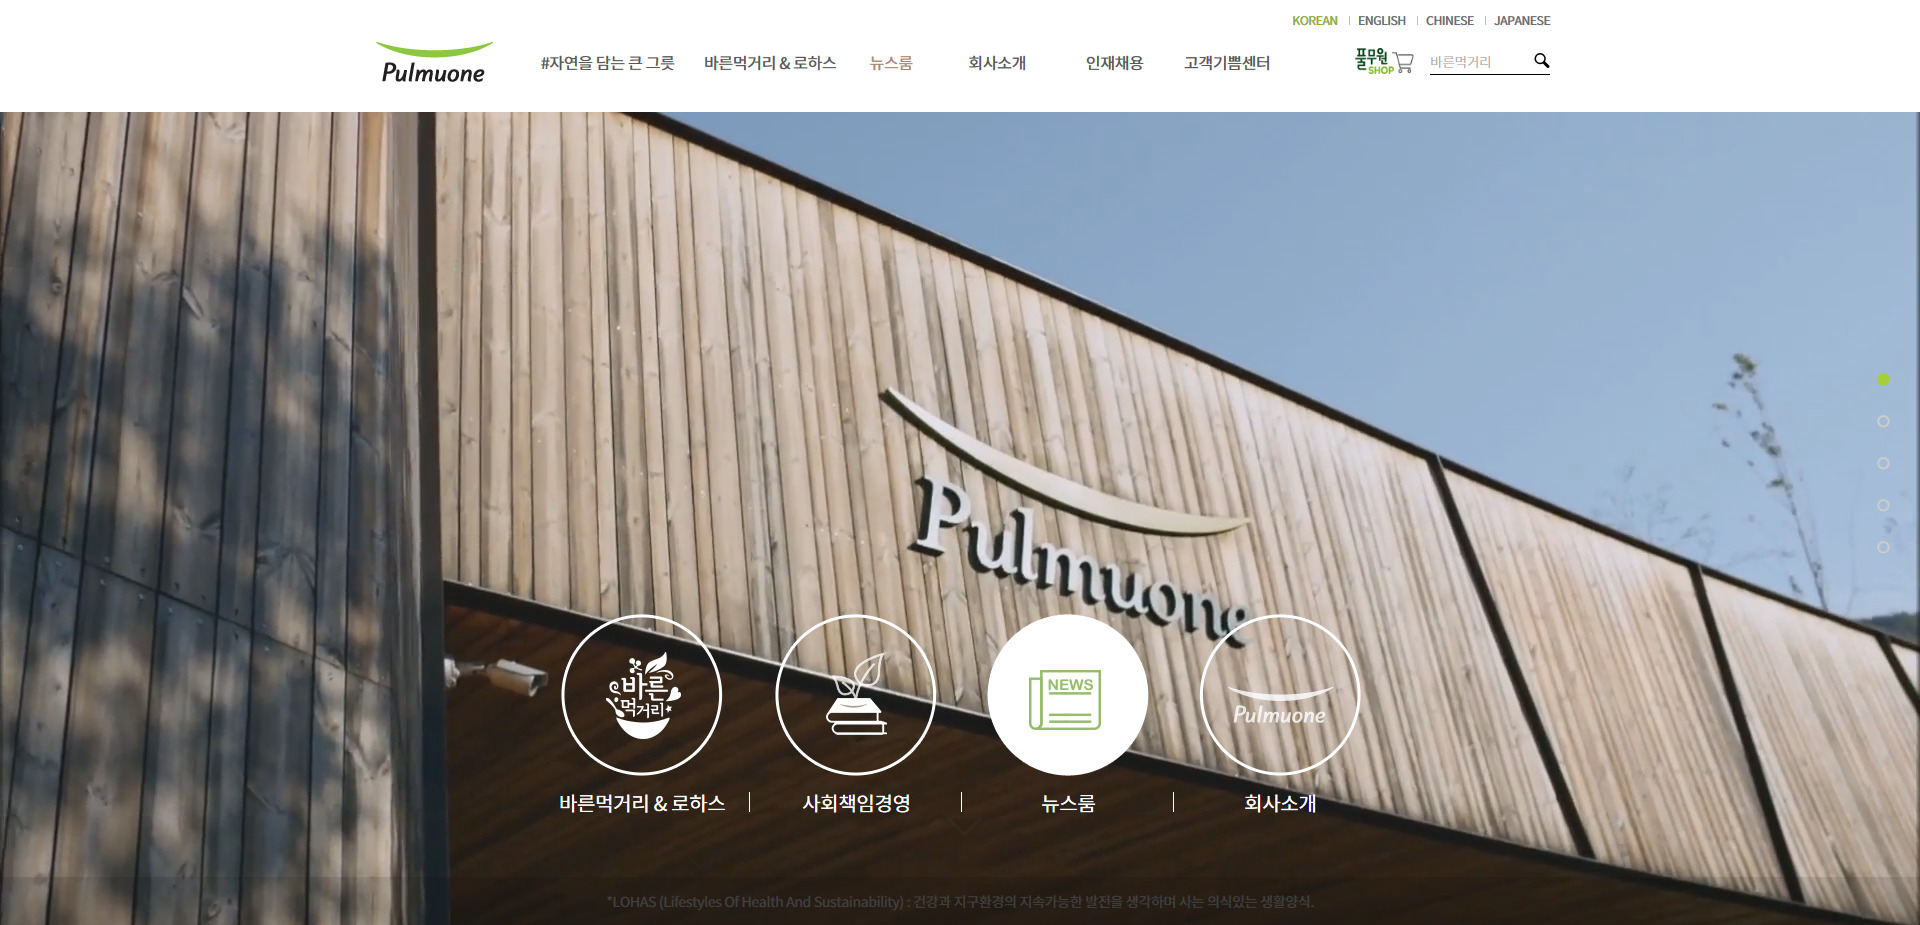 KOREAN ENGLISH CHINESE JAPANESE
Pulmuone
#자연을 담는 큰 그릇 바른먹거리 & 로하스 뉴스룸 회사소개 인재채용 고객기쁨센터
풀무원 SHOP
바른먹거리
Pulmuone
바른
먹거리
NEWS
Pulmuone
바른먹거리 & 로하스 사회책임경영 뉴스룸 회사소개
*LOHAS (Lifestyles Of Health And Sustainability) : 건강과 지구환경의 지속가능한 발전을 생각하며 사는 의식있는 생활양식.